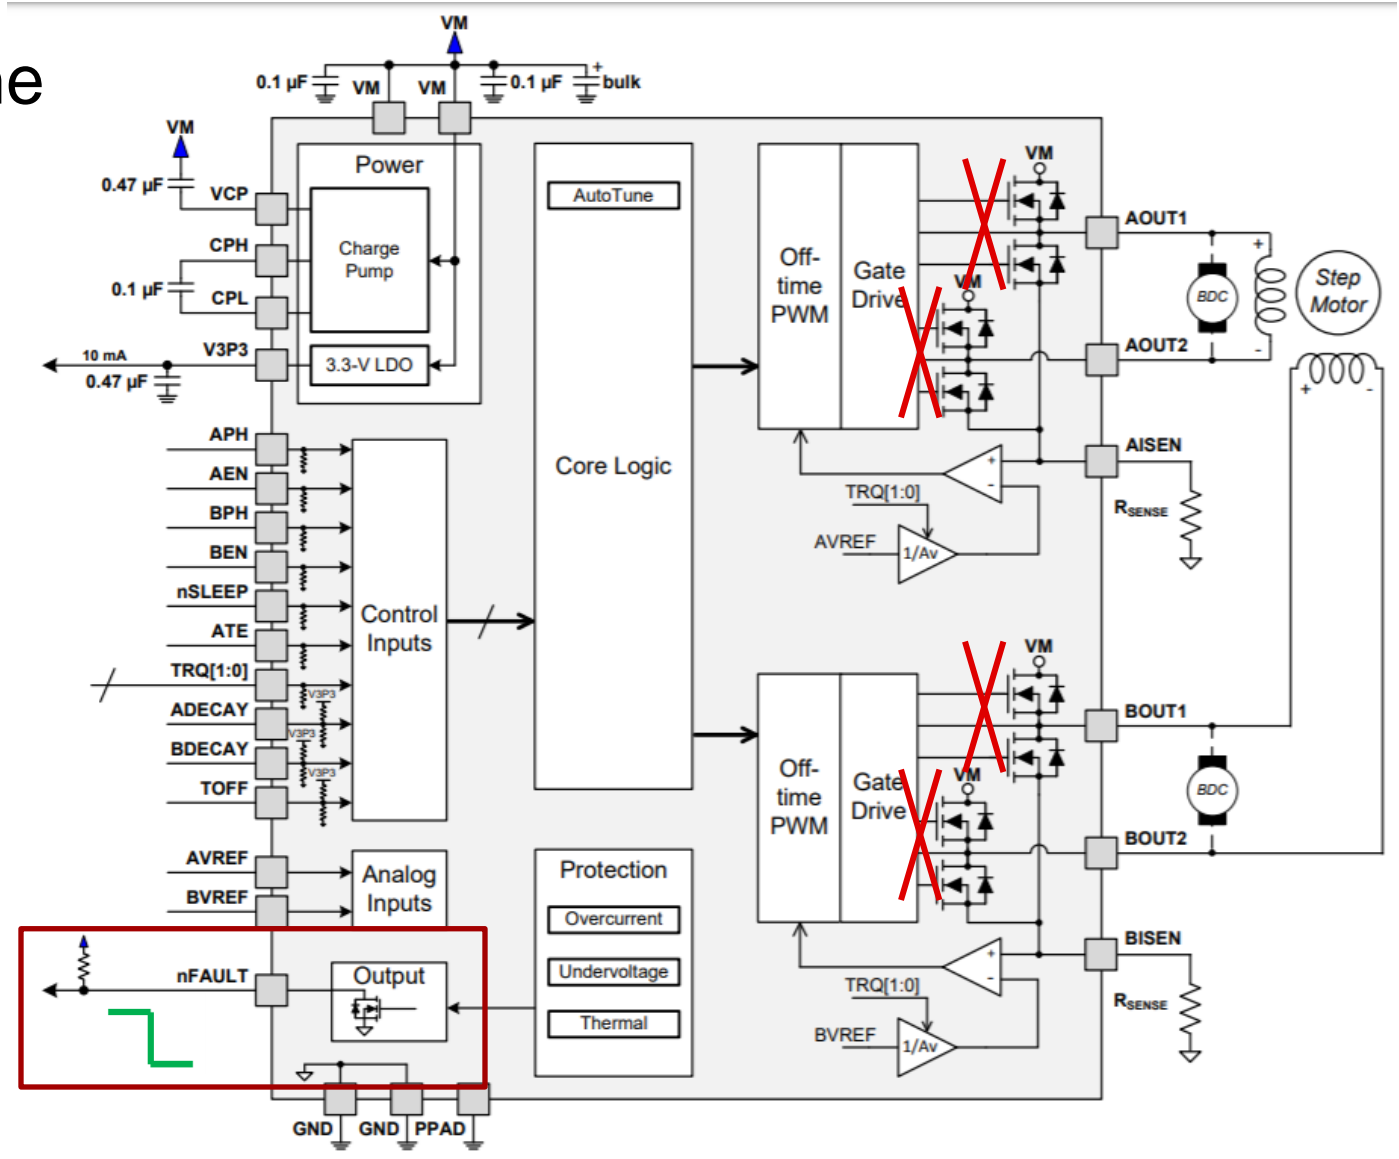 ne
VM
0.1 µF
VM
VM
0.1 µF
+
bulk
VM
0.47 µF
VCP
CPH
0.1 µF
CPL
V3P3
10 mA
0.47 µF
Power
Charge
Pump
3.3-V LDO
APH
AEN
BPH
BEN
nSLEEP
ATE
TRQ[1:0]
ADECAY
BDECAY
TOFF
V3P3
V3P3
V3P3
Control
Inputs
AVREF
BVREF
Analog
Inputs
nFAULT
Output
GND
GND
PPAD
AutoTune
Core Logic
Protection
Overcurrent
Undervoltage
Thermal
Off-
time
PWM
Gate
Drive
VM
VM
AOUT1
AOUT2
BDC
+
-
Step
Motor
+
-
AISEN
RSENSE
+
-
TRQ[1:0]
AVREF
1/Av
Off-
time
PWM
Gate
Drive
VM
VM
BOUT1
BOUT2
BDC
BISEN
RSENSE
+
-
TRQ[1:0]
BVREF
1/Av